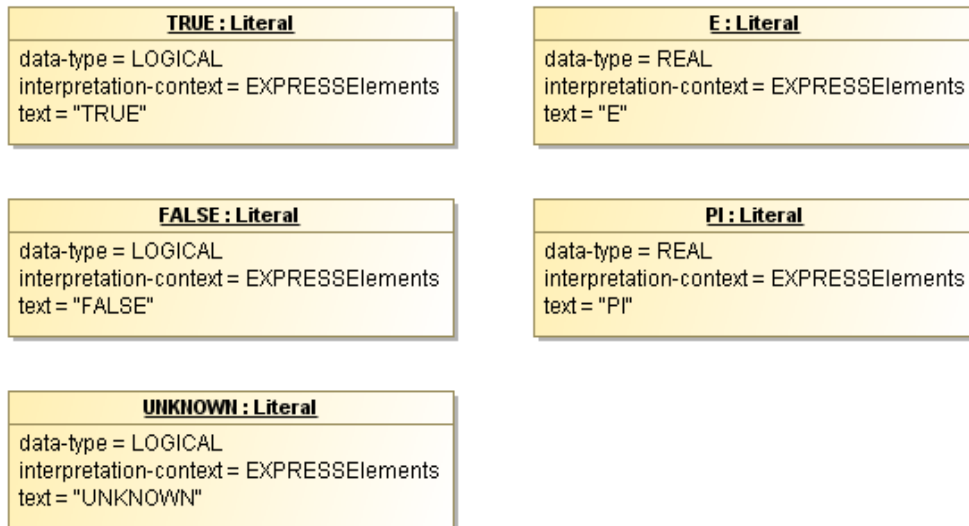 TRUE : Literal
data-type = LOGICAL
interpretation-context = EXPRESSElements
text = "TRUE"
E : Literal
data-type = REAL
interpretation-context = EXPRESSElements
text = "E"
FALSE : Literal
data-type = LOGICAL
interpretation-context = EXPRESSElements
text = "FALSE"
PI : Literal
data-type = REAL
interpretation-context = EXPRESSElements
text = "PI"
UNKNOWN : Literal
data-type = LOGICAL
interpretation-context = EXPRESSElements
text = "UNKNOWN"